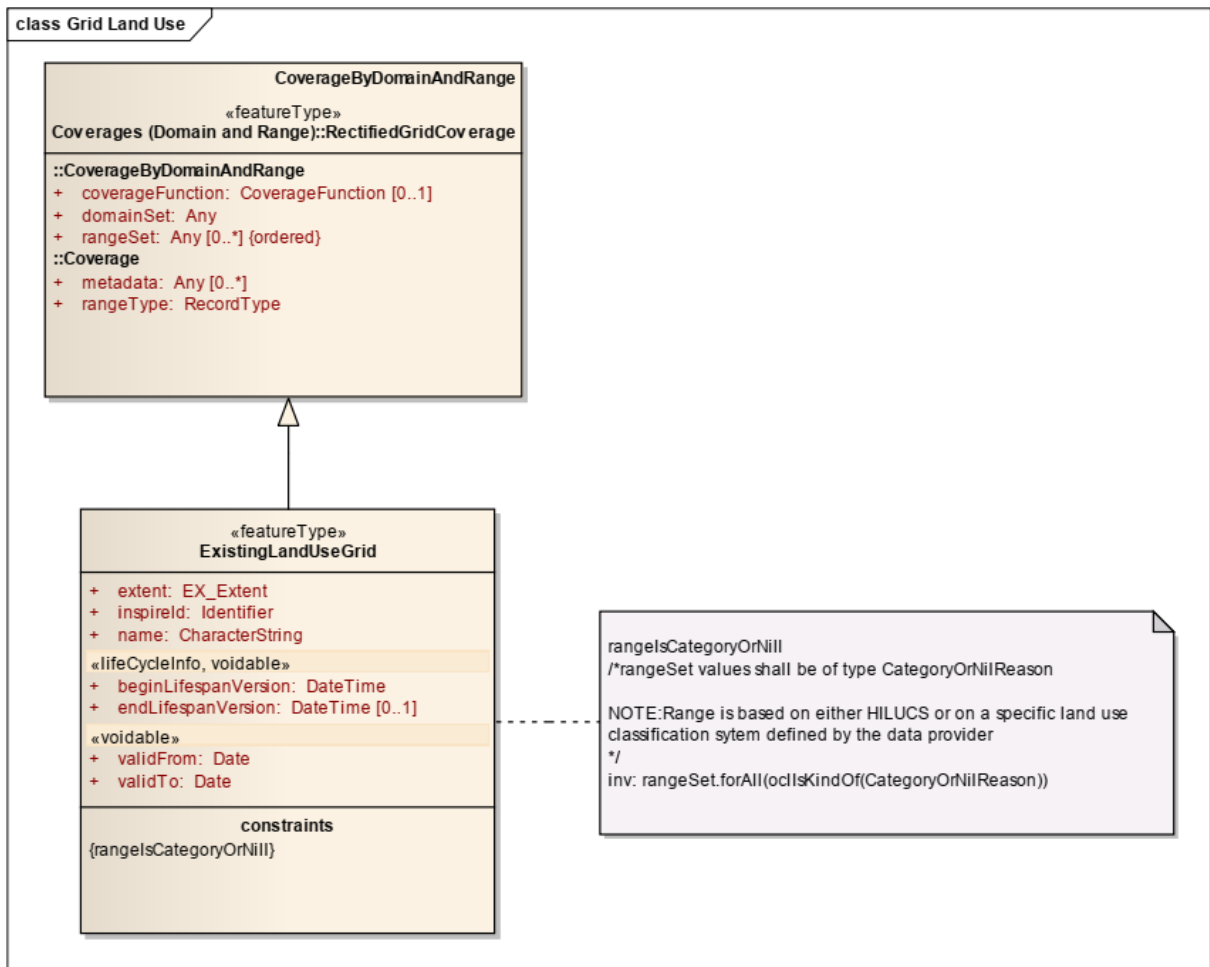 class Grid Land Use
CoverageByDomainAndRange
«featureType»
Coverages (Domain and Range)::RectifiedGridCoverage
::CoverageByDomainAndRange
+ coverageFunction: CoverageFunction [0..1]
+ domainSet: Any
+ rangeSet: Any [0..*] {ordered}
::Coverage
+ metadata: Any [0..*]
+ rangeType: RecordType
«featureType»
ExistingLandUseGrid
+ extent: EX_Extent
+ inspireId: Identifier
+ name: CharacterString
«lifeCycleInfo, voidable»
+ beginLifespanVersion: DateTime
+ endLifespanVersion: DateTime [0..1]
«voidable»
+ validFrom: Date
+ validTo: Date
constraints
{rangeIsCategoryOrNill}
rangeIsCategoryOrNill
/*rangeSet values shall be of type CategoryOrNilReason
NOTE:Range is based on either HILUCS or on a specific land use
classification sytem defined by the data provider
*/
inv: rangeSet.forAll(oclIsKindOf(CategoryOrNilReason))